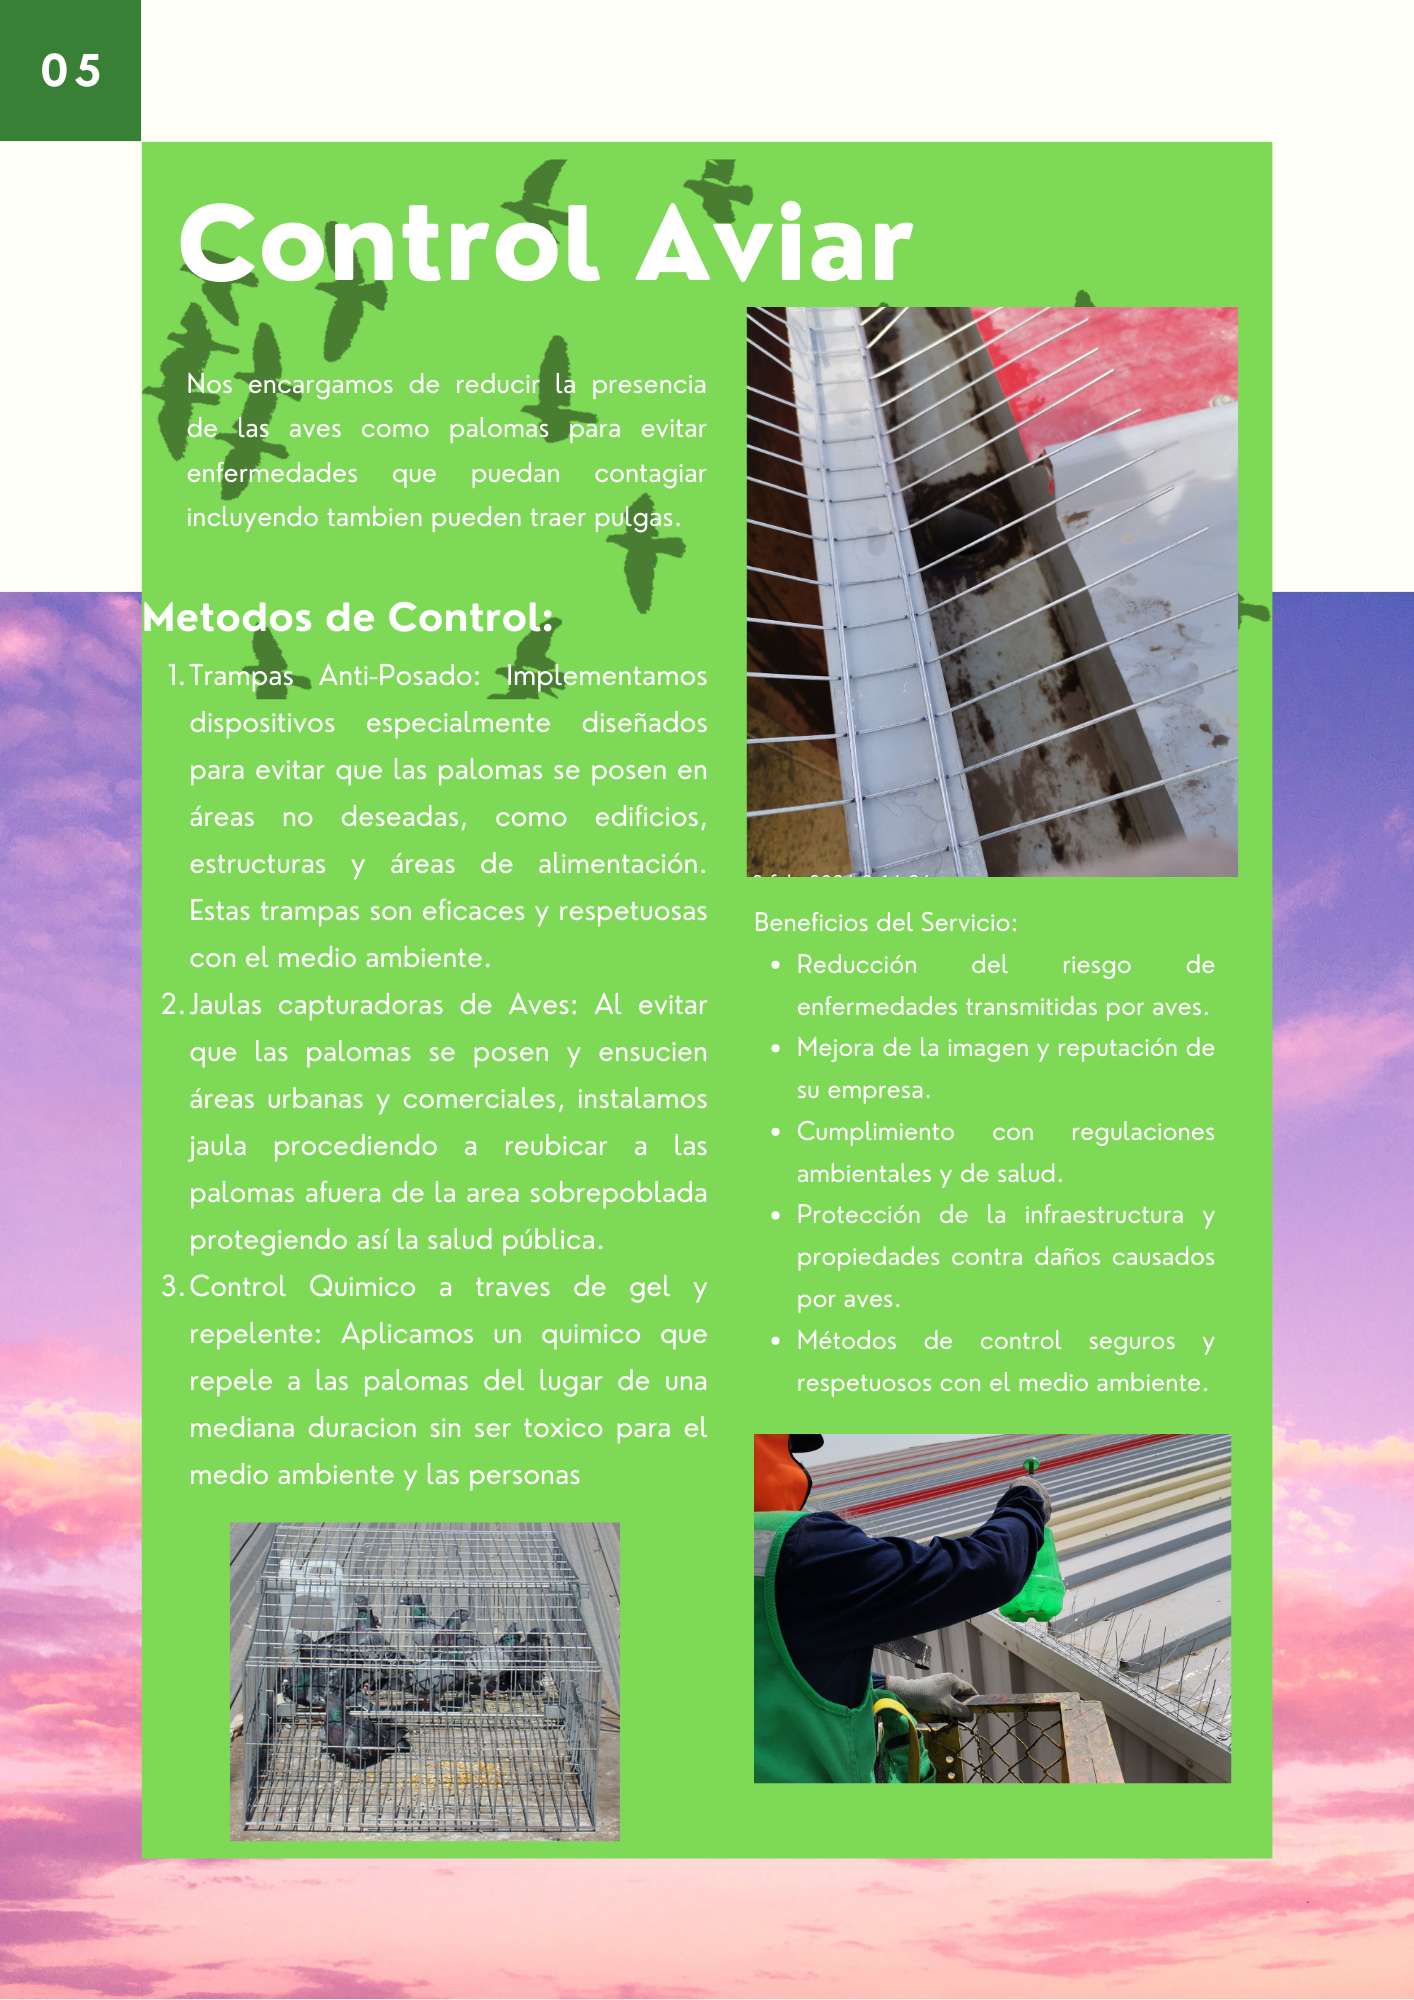 05
Control Aviar
Nos encargamos de reducir la presencia
de las aves como palomas para evitar
enfermedades que puedan contagiar
incluyendo tambien pueden traer pulgas.
Metodos de Control:
1. Trampas Anti-Posado: Implementamos
dispositivos especialmente diseñados
para evitar que las palomas se posen en
áreas no deseadas, como edificios,
estructuras y áreas de alimentación.
Estas trampas son eficaces y respetuosas
con el medio ambiente.
2. Jaulas capturadoras de Aves: Al evitar
que las palomas se posen y ensucien
áreas urbanas y comerciales, instalamos
jaula procediendo a reubicar a las
palomas afuera de la area sobrepoblada
protegiendo así la salud pública.
3. Control Quimico a traves de gel y
repelente: Aplicamos un quimico que
repele a las palomas del lugar de una
mediana duracion sin ser toxico para el
medio ambiente y las personas
Beneficios del Servicio:
• Reducción del riesgo de
enfermedades transmitidas por aves.
• Mejora de la imagen y reputación de
su empresa.
• Cumplimiento con regulaciones
ambientales y de salud.
• Protección de la infraestructura y
propiedades contra daños causados
por aves.
• Métodos de control seguros y
respetuosos con el medio ambiente.